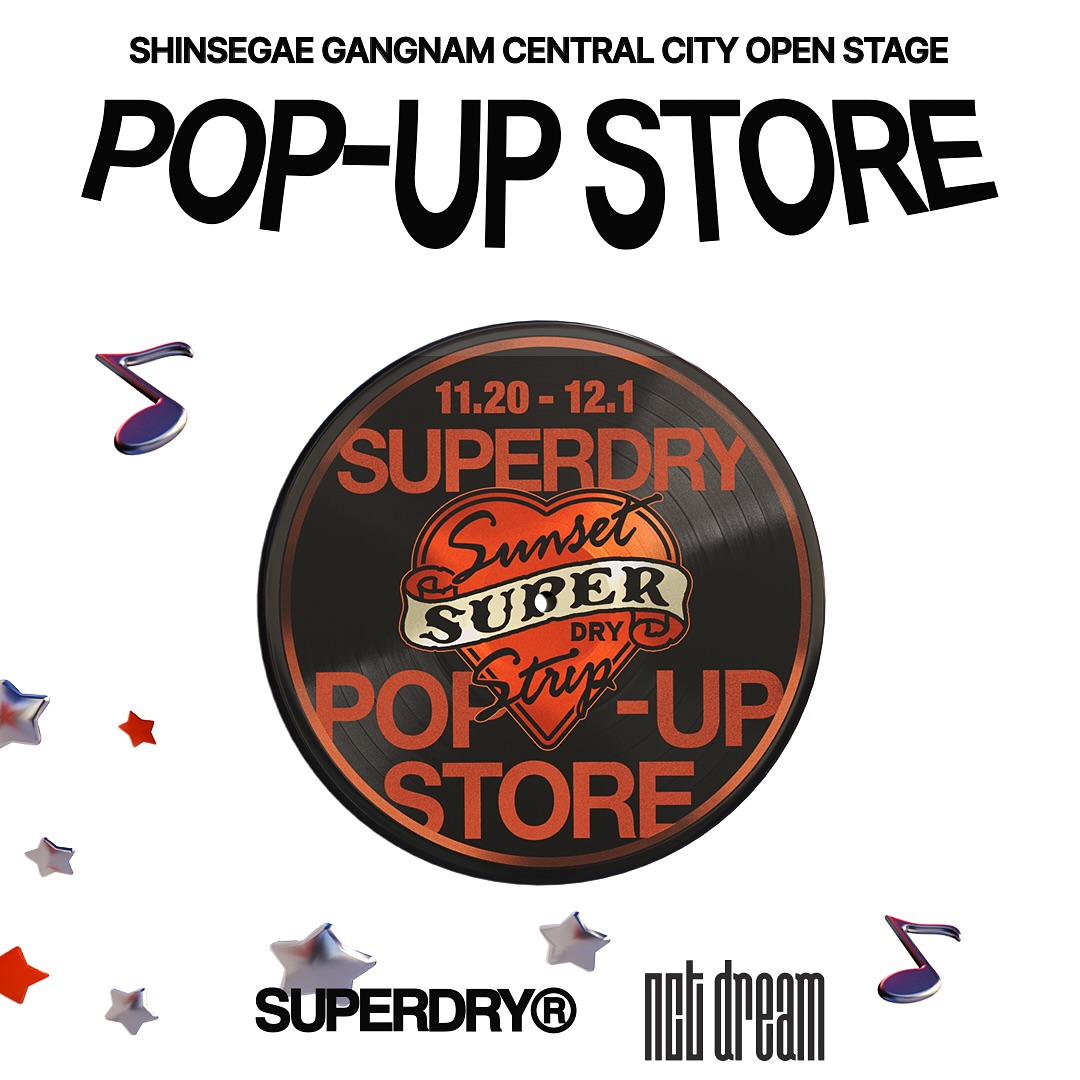 SHINSEGAE GANGNAM CENTRAL CITY OPEN STAGE
POP-UP STORE
11.20 - 12.1
SUPERDRY
Sunset
SUPER
DRY
Strip
POP-UP
STORE
SUPERDRY®
nct dream